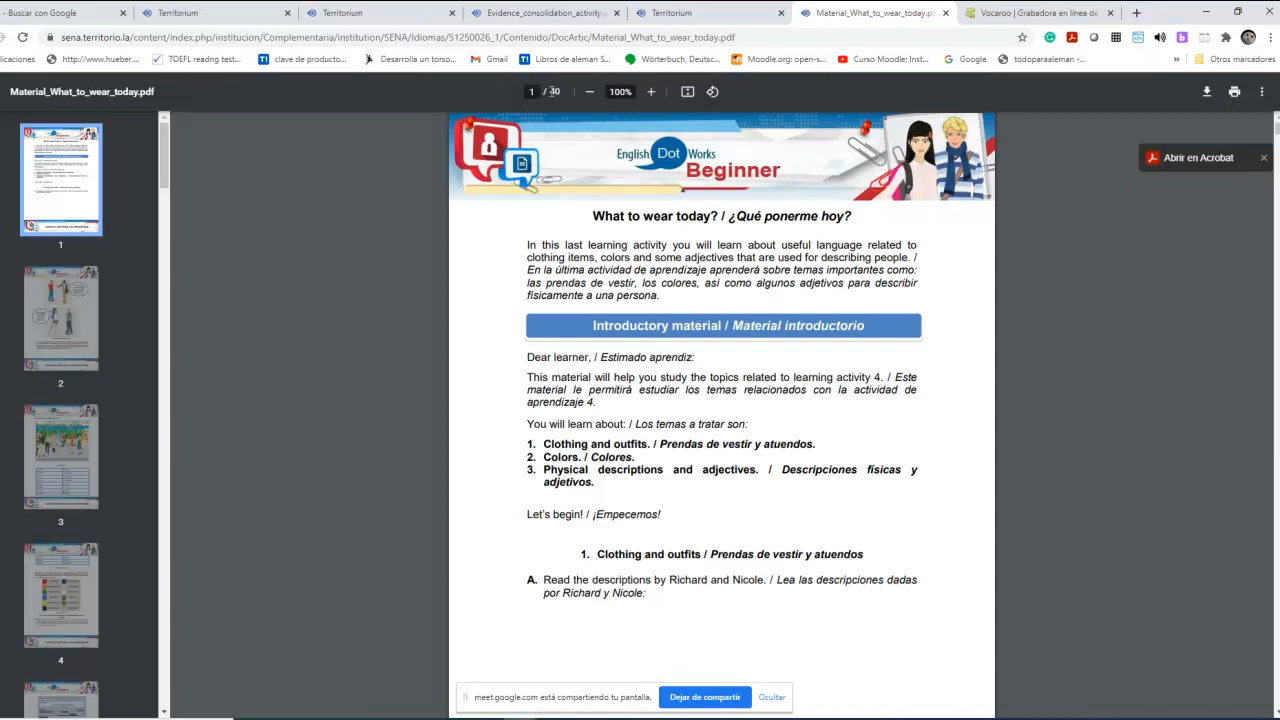 - Buscar con Google
Territorium
Territorium
Evidence_consolidation_activity.p
Territorium
Material_What_to_wear_today.pd
Vocaroo | Grabadora en línea de
sena.territorio.la/content/index.php/institucion/Complementaria/institution/SENA/Idiomas/51250026_1/Contenido/DocArtic/Material_What_to_wear_today.pdf
licaciones
http://www.hueber....
TOEFL readng test...
clave de producto...
Desarolla un torso...
Gmail
Libros de aleman S...
Wörterbuch, Deutsc...
Moodle.org: open-s...
Curso Moodle: Inst...
Google
todoparaaleman -...
»
Otros marcadores
Material_What_to_wear_today.pdf
1 / 30
100%
Abrir en Acrobat
English Dot Works
Beginner
What to wear today? / ¿Qué ponerme hoy?
In this last learning activity you will learn about useful language related to
clothing items, colors and some adjectives that are used for describing people. /
En la última actividad de aprendizaje aprenderá sobre temas importantes como:
las prendas de vestir, los colores, así como algunos adjetivos para describir
físicamente a una persona.
Introductory material / Material introductorio
Dear learner, / Estimado aprendiz:
This material will help you study the topics related to learning activity 4. / Este
material le permitirá estudiar los temas relacionados con la actividad de
aprendizaje 4.
You will learn about: / Los temas a tratar son:
1. Clothing and outfits. / Prendas de vestir y atuendos.
2. Colors. / Colores.
3. Physical descriptions and adjectives. / Descripciones físicas y
adjetivos.
Let's begin! / ¡Empecemos!
1. Clothing and outfits / Prendas de vestir y atuendos
A. Read the descriptions by Richard and Nicole. / Lea las descripciones dadas
por Richard y Nicole:
1
2
3
4
meet.google.com está compartiendo tu pantalla.
Dejar de compartir
Ocultar